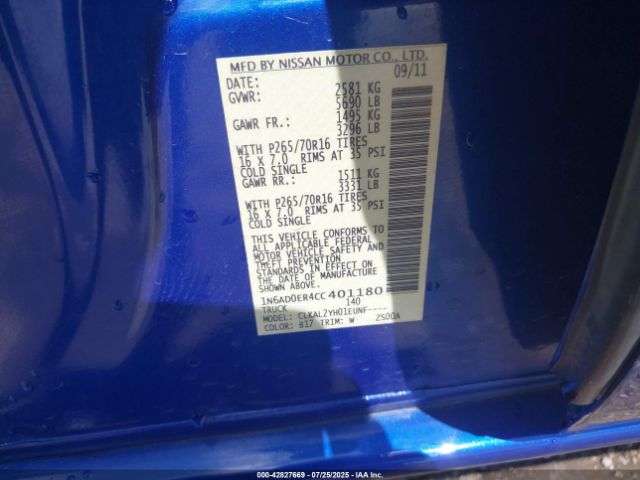 MFD BY NISSAN MOTOR CO., LTD.
DATE: 09/11
GVWR: 2581 KG
5690 LB
GAWR FR.: 1495 KG
3296 LB
WITH P265/70R16 TIRES
16 X 7.0 RIMS AT 35 PSI
COLD SINGLE
GAWR RR.: 1511 KG
3331 LB
WITH P265/70R16 TIRES
16 X 7.0 RIMS AT 35 PSI
COLD SINGLE
THIS VEHICLE CONFORMS TO
ALL APPLICABLE FEDERAL
MOTOR VEHICLE SAFETY AND
THEFT PREVENTION
STANDARDS IN EFFECT ON
THE DATE OF MANUFACTURE
SHOWN ABOVE.
1N6AD0ER4CC401180
TRUCK 140
MODEL: CLKAL2YH01EUNF----
COLOR: B17 TRIM: W ZS00A
000-42827669 - 07/25/2025 - IAAI.COM